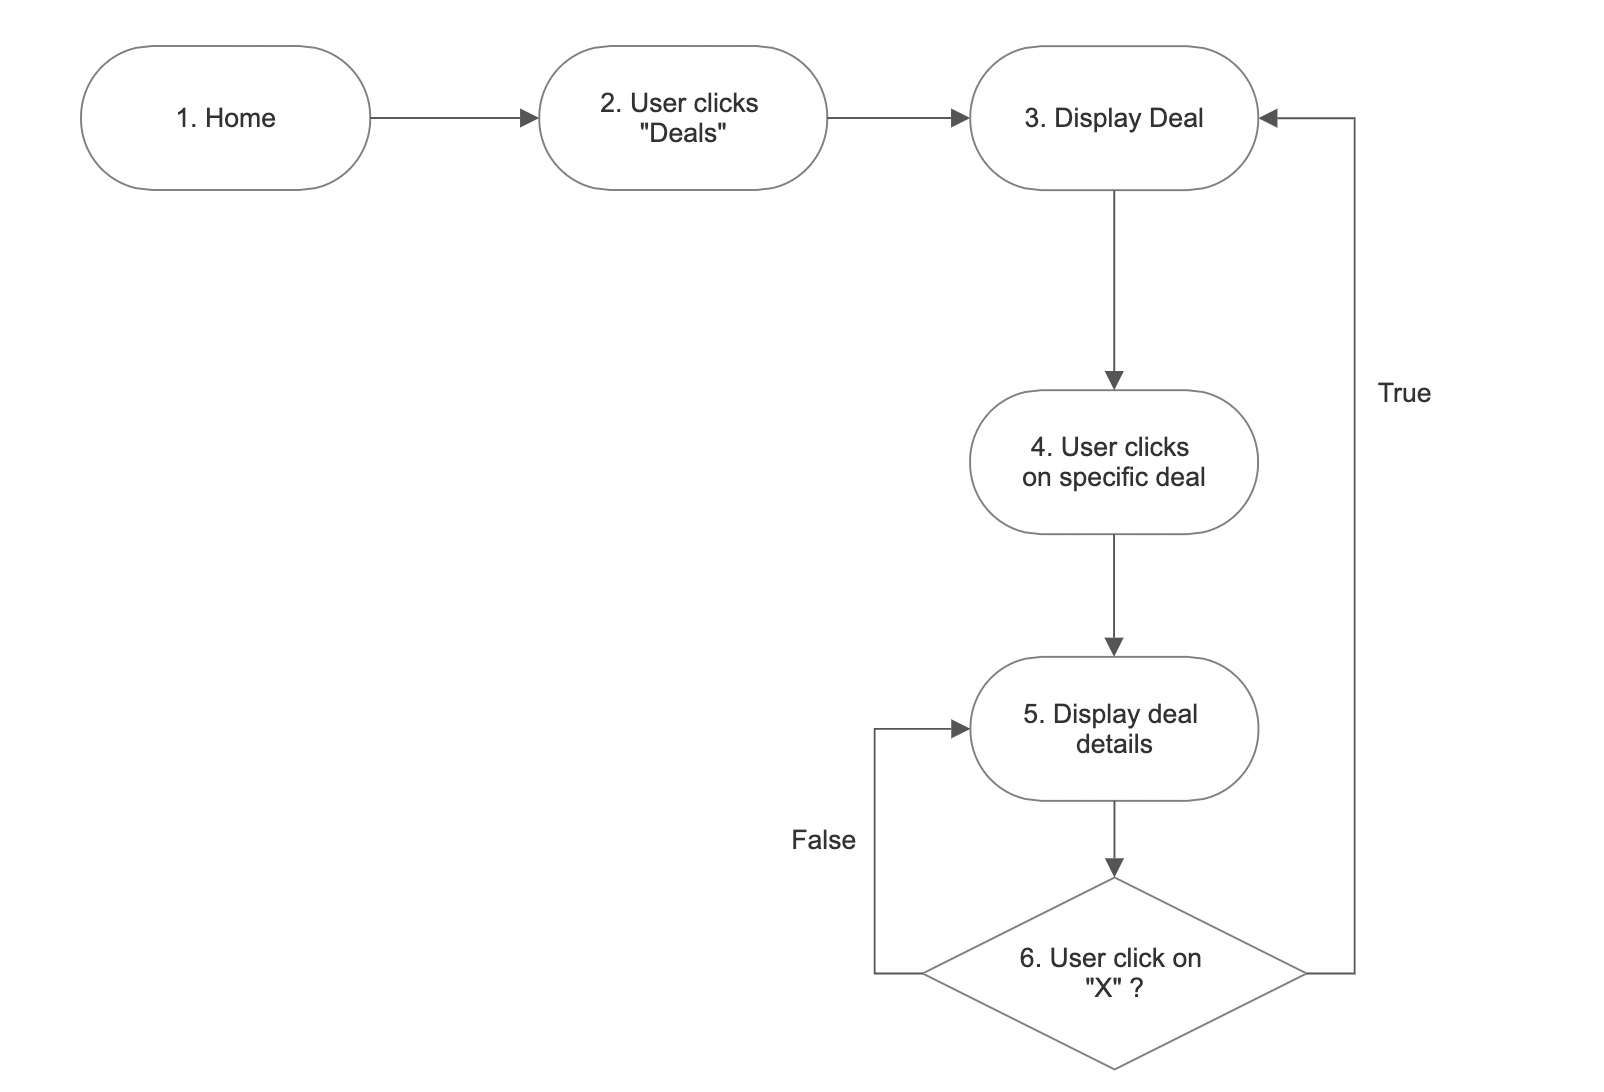 1. Home
2. User clicks
"Deals"
3. Display Deal
True
4. User clicks
on specific deal
5. Display deal
details
False
6. User click on
"X" ?